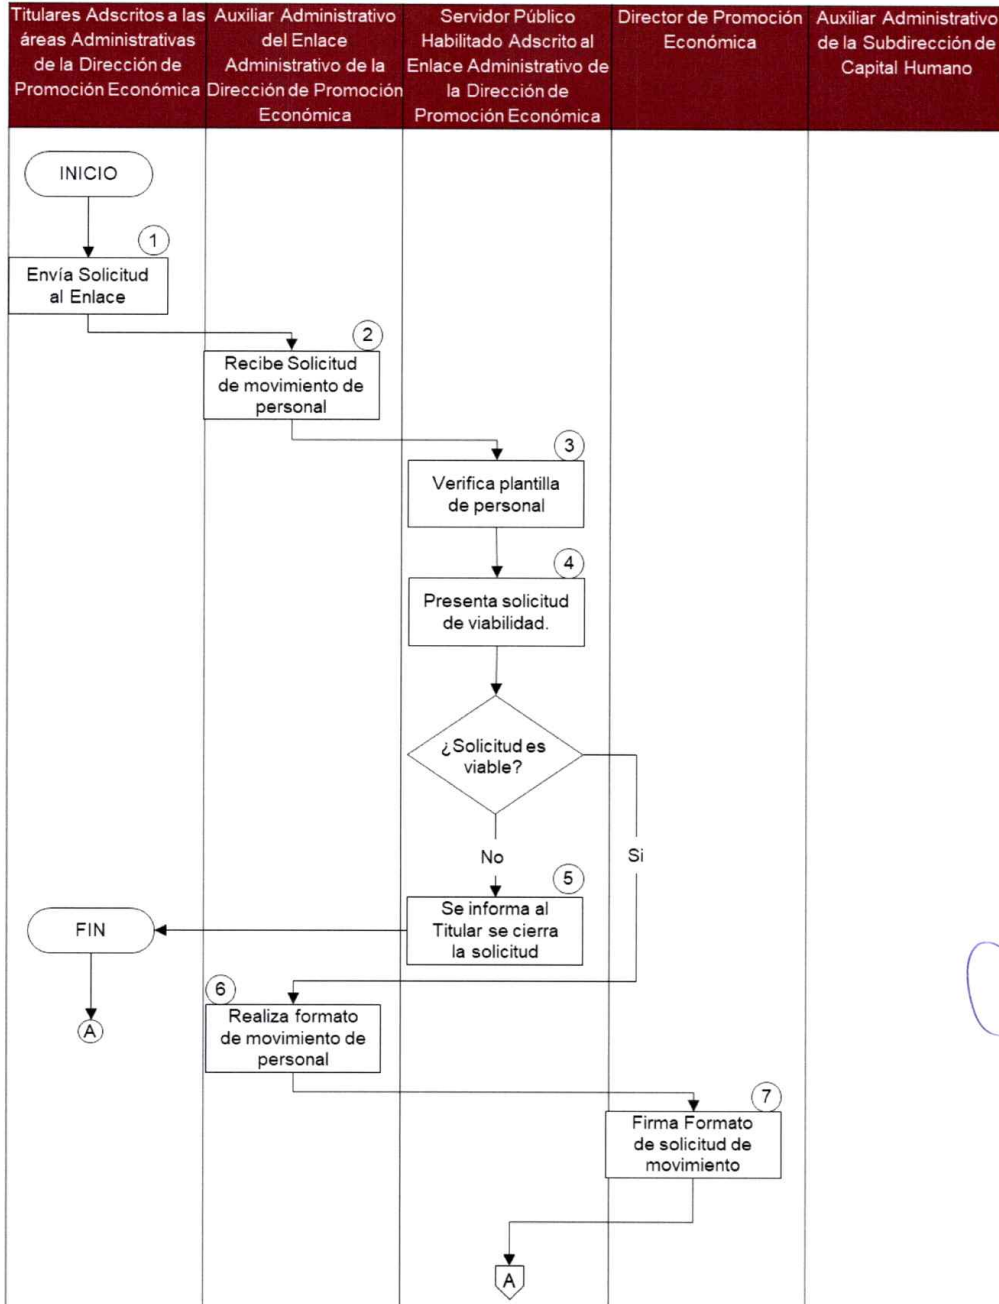 Titulares Adscritos a las
áreas Administrativas
de la Dirección de
Promoción Económica
Auxiliar Administrativo
del Enlace
Administrativo de la
Dirección de Promoción
Económica
Servidor Público
Habilitado Adscrito al
Enlace Administrativo de
la Dirección de
Promoción Económica
Director de Promoción
Económica
Auxiliar Administrativo
de la Subdirección de
Capital Humano
INICIO
1
Envía Solicitud
al Enlace
2
Recibe Solicitud
de movimiento de
personal
3
Verifica plantilla
de personal
4
Presenta solicitud
de viabilidad.
¿Solicitud es
viable?
No
Si
5
Se informa al
Titular se cierra
la solicitud
FIN
A
6
Realiza formato
de movimiento de
personal
7
Firma Formato
de solicitud de
movimiento
A